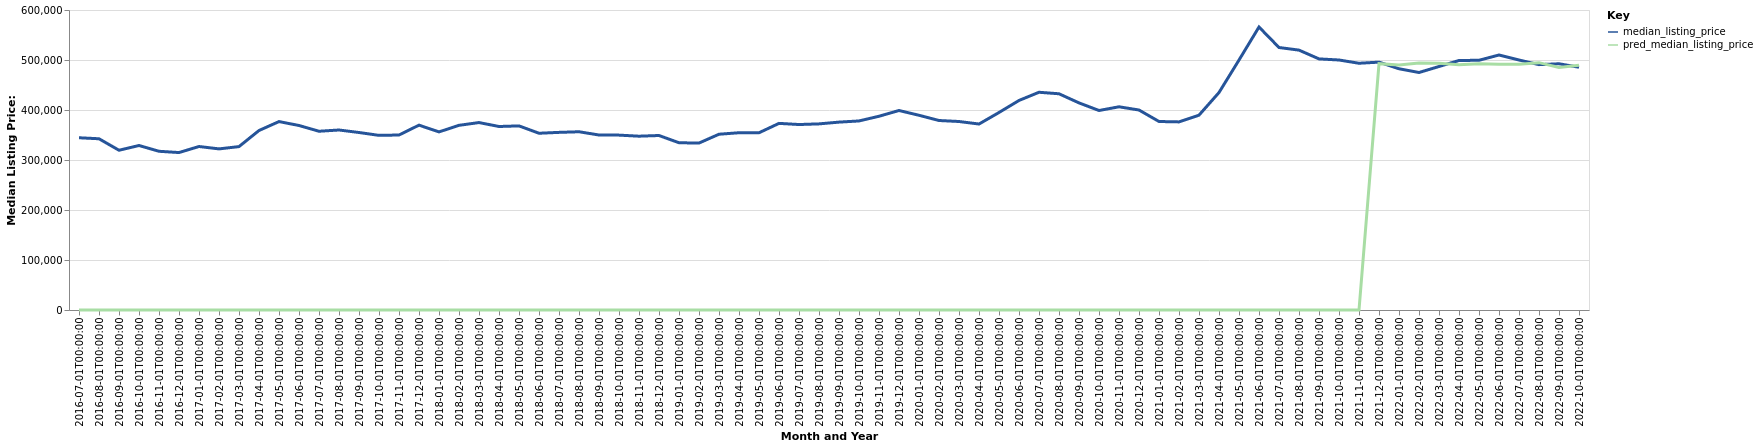 600,000
500,000
400,000
300,000
200,000
100,000
0
Median Listing Price:
2016-07-01T00:00:00
2016-08-01T00:00:00
2016-09-01T00:00:00
2016-10-01T00:00:00
2016-11-01T00:00:00
2016-12-01T00:00:00
2017-01-01T00:00:00
2017-02-01T00:00:00
2017-03-01T00:00:00
2017-04-01T00:00:00
2017-05-01T00:00:00
2017-06-01T00:00:00
2017-07-01T00:00:00
2017-08-01T00:00:00
2017-09-01T00:00:00
2017-10-01T00:00:00
2017-11-01T00:00:00
2017-12-01T00:00:00
2018-01-01T00:00:00
2018-02-01T00:00:00
2018-03-01T00:00:00
2018-04-01T00:00:00
2018-05-01T00:00:00
2018-06-01T00:00:00
2018-07-01T00:00:00
2018-08-01T00:00:00
2018-09-01T00:00:00
2018-10-01T00:00:00
2018-11-01T00:00:00
2018-12-01T00:00:00
2019-01-01T00:00:00
2019-02-01T00:00:00
2019-03-01T00:00:00
2019-04-01T00:00:00
2019-05-01T00:00:00
2019-06-01T00:00:00
2019-07-01T00:00:00
2019-08-01T00:00:00
2019-09-01T00:00:00
2019-10-01T00:00:00
2019-11-01T00:00:00
2019-12-01T00:00:00
2020-01-01T00:00:00
2020-02-01T00:00:00
2020-03-01T00:00:00
2020-04-01T00:00:00
2020-05-01T00:00:00
2020-06-01T00:00:00
2020-07-01T00:00:00
2020-08-01T00:00:00
2020-09-01T00:00:00
2020-10-01T00:00:00
2020-11-01T00:00:00
2020-12-01T00:00:00
2021-01-01T00:00:00
2021-02-01T00:00:00
2021-03-01T00:00:00
2021-04-01T00:00:00
2021-05-01T00:00:00
2021-06-01T00:00:00
2021-07-01T00:00:00
2021-08-01T00:00:00
2021-09-01T00:00:00
2021-10-01T00:00:00
2021-11-01T00:00:00
2021-12-01T00:00:00
2022-01-01T00:00:00
2022-02-01T00:00:00
2022-03-01T00:00:00
2022-04-01T00:00:00
2022-05-01T00:00:00
2022-06-01T00:00:00
2022-07-01T00:00:00
2022-08-01T00:00:00
2022-09-01T00:00:00
2022-10-01T00:00:00
Month and Year
Key
median_listing_price
pred_median_listing_price